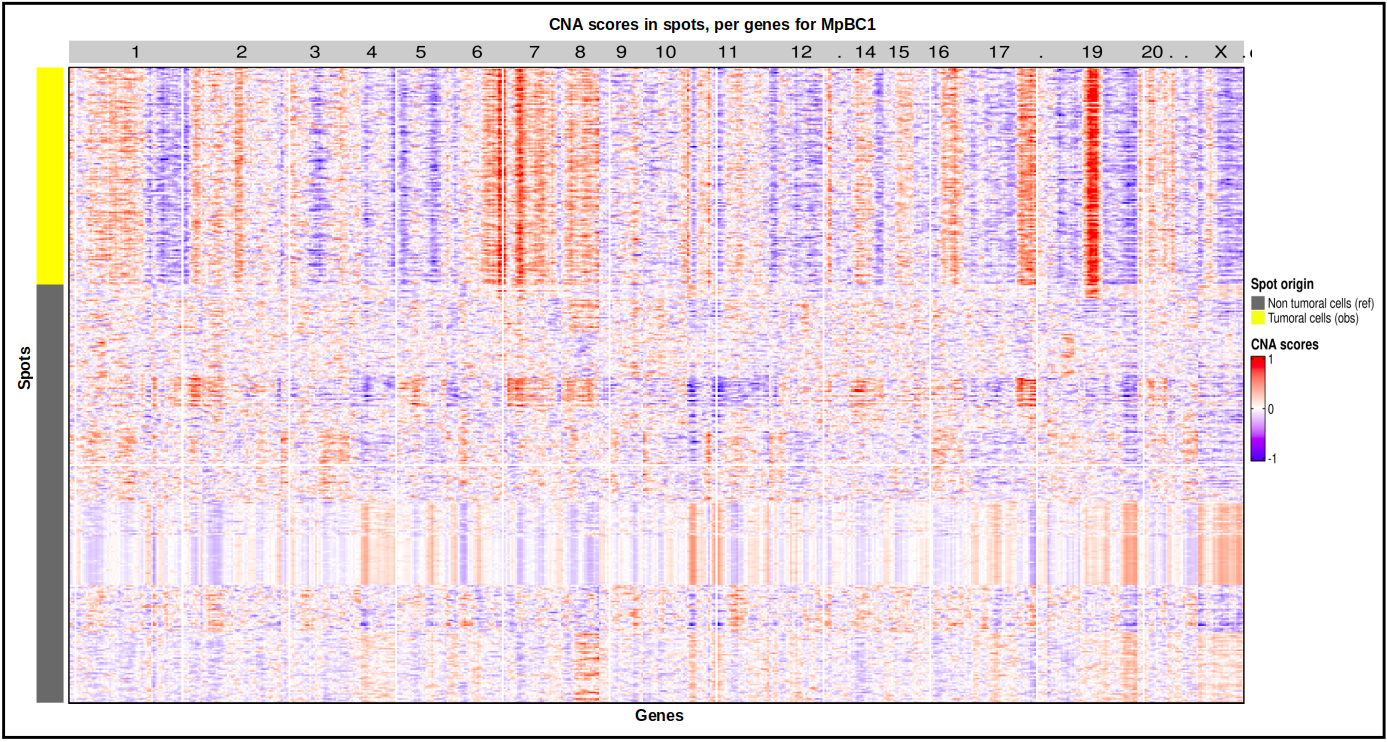 CNA scores in spots, per genes for MpBC1
1 2 3 4 5 6 7 8 9 10 11 12 . 14 15 16 17 . 19 20 . . X .
Spots
Spot origin
Non tumoral cells (ref)
Tumoral cells (obs)
CNA scores
1
0
-1
Genes